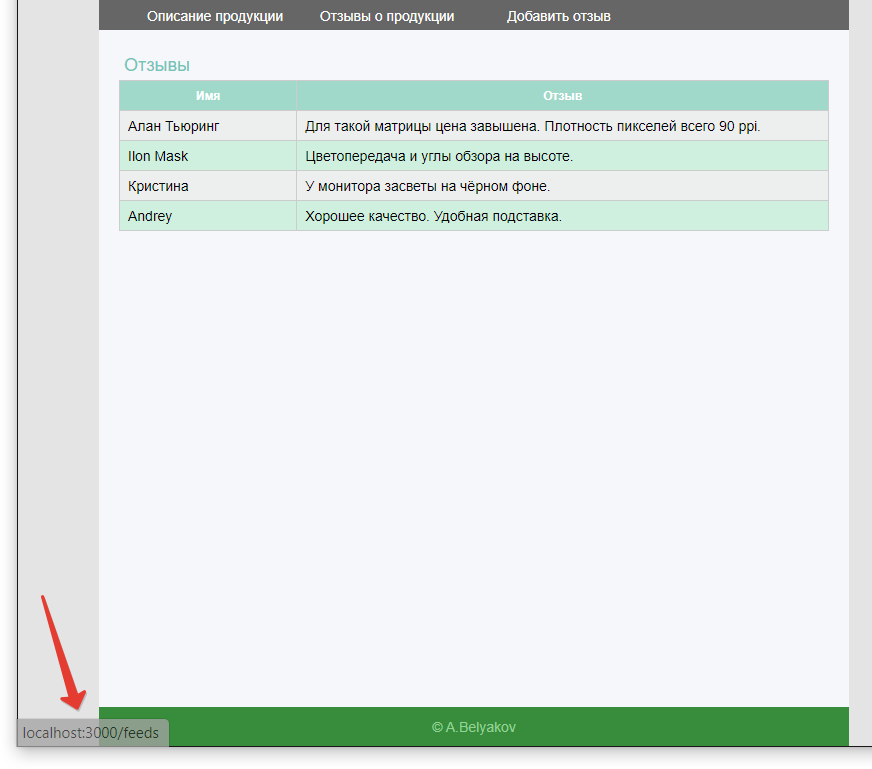 Описание продукции Отзывы о продукции Добавить отзыв
Отзывы
Имя Отзыв
Алан Тьюринг Для такой матрицы цена завышена. Плотность пикселей всего 90 ppi.
Ilon Mask Цветопередача и углы обзора на высоте.
Кристина У монитора засветы на чёрном фоне.
Andrey Хорошее качество. Удобная подставка.
© A.Belyakov
localhost:3000/feeds